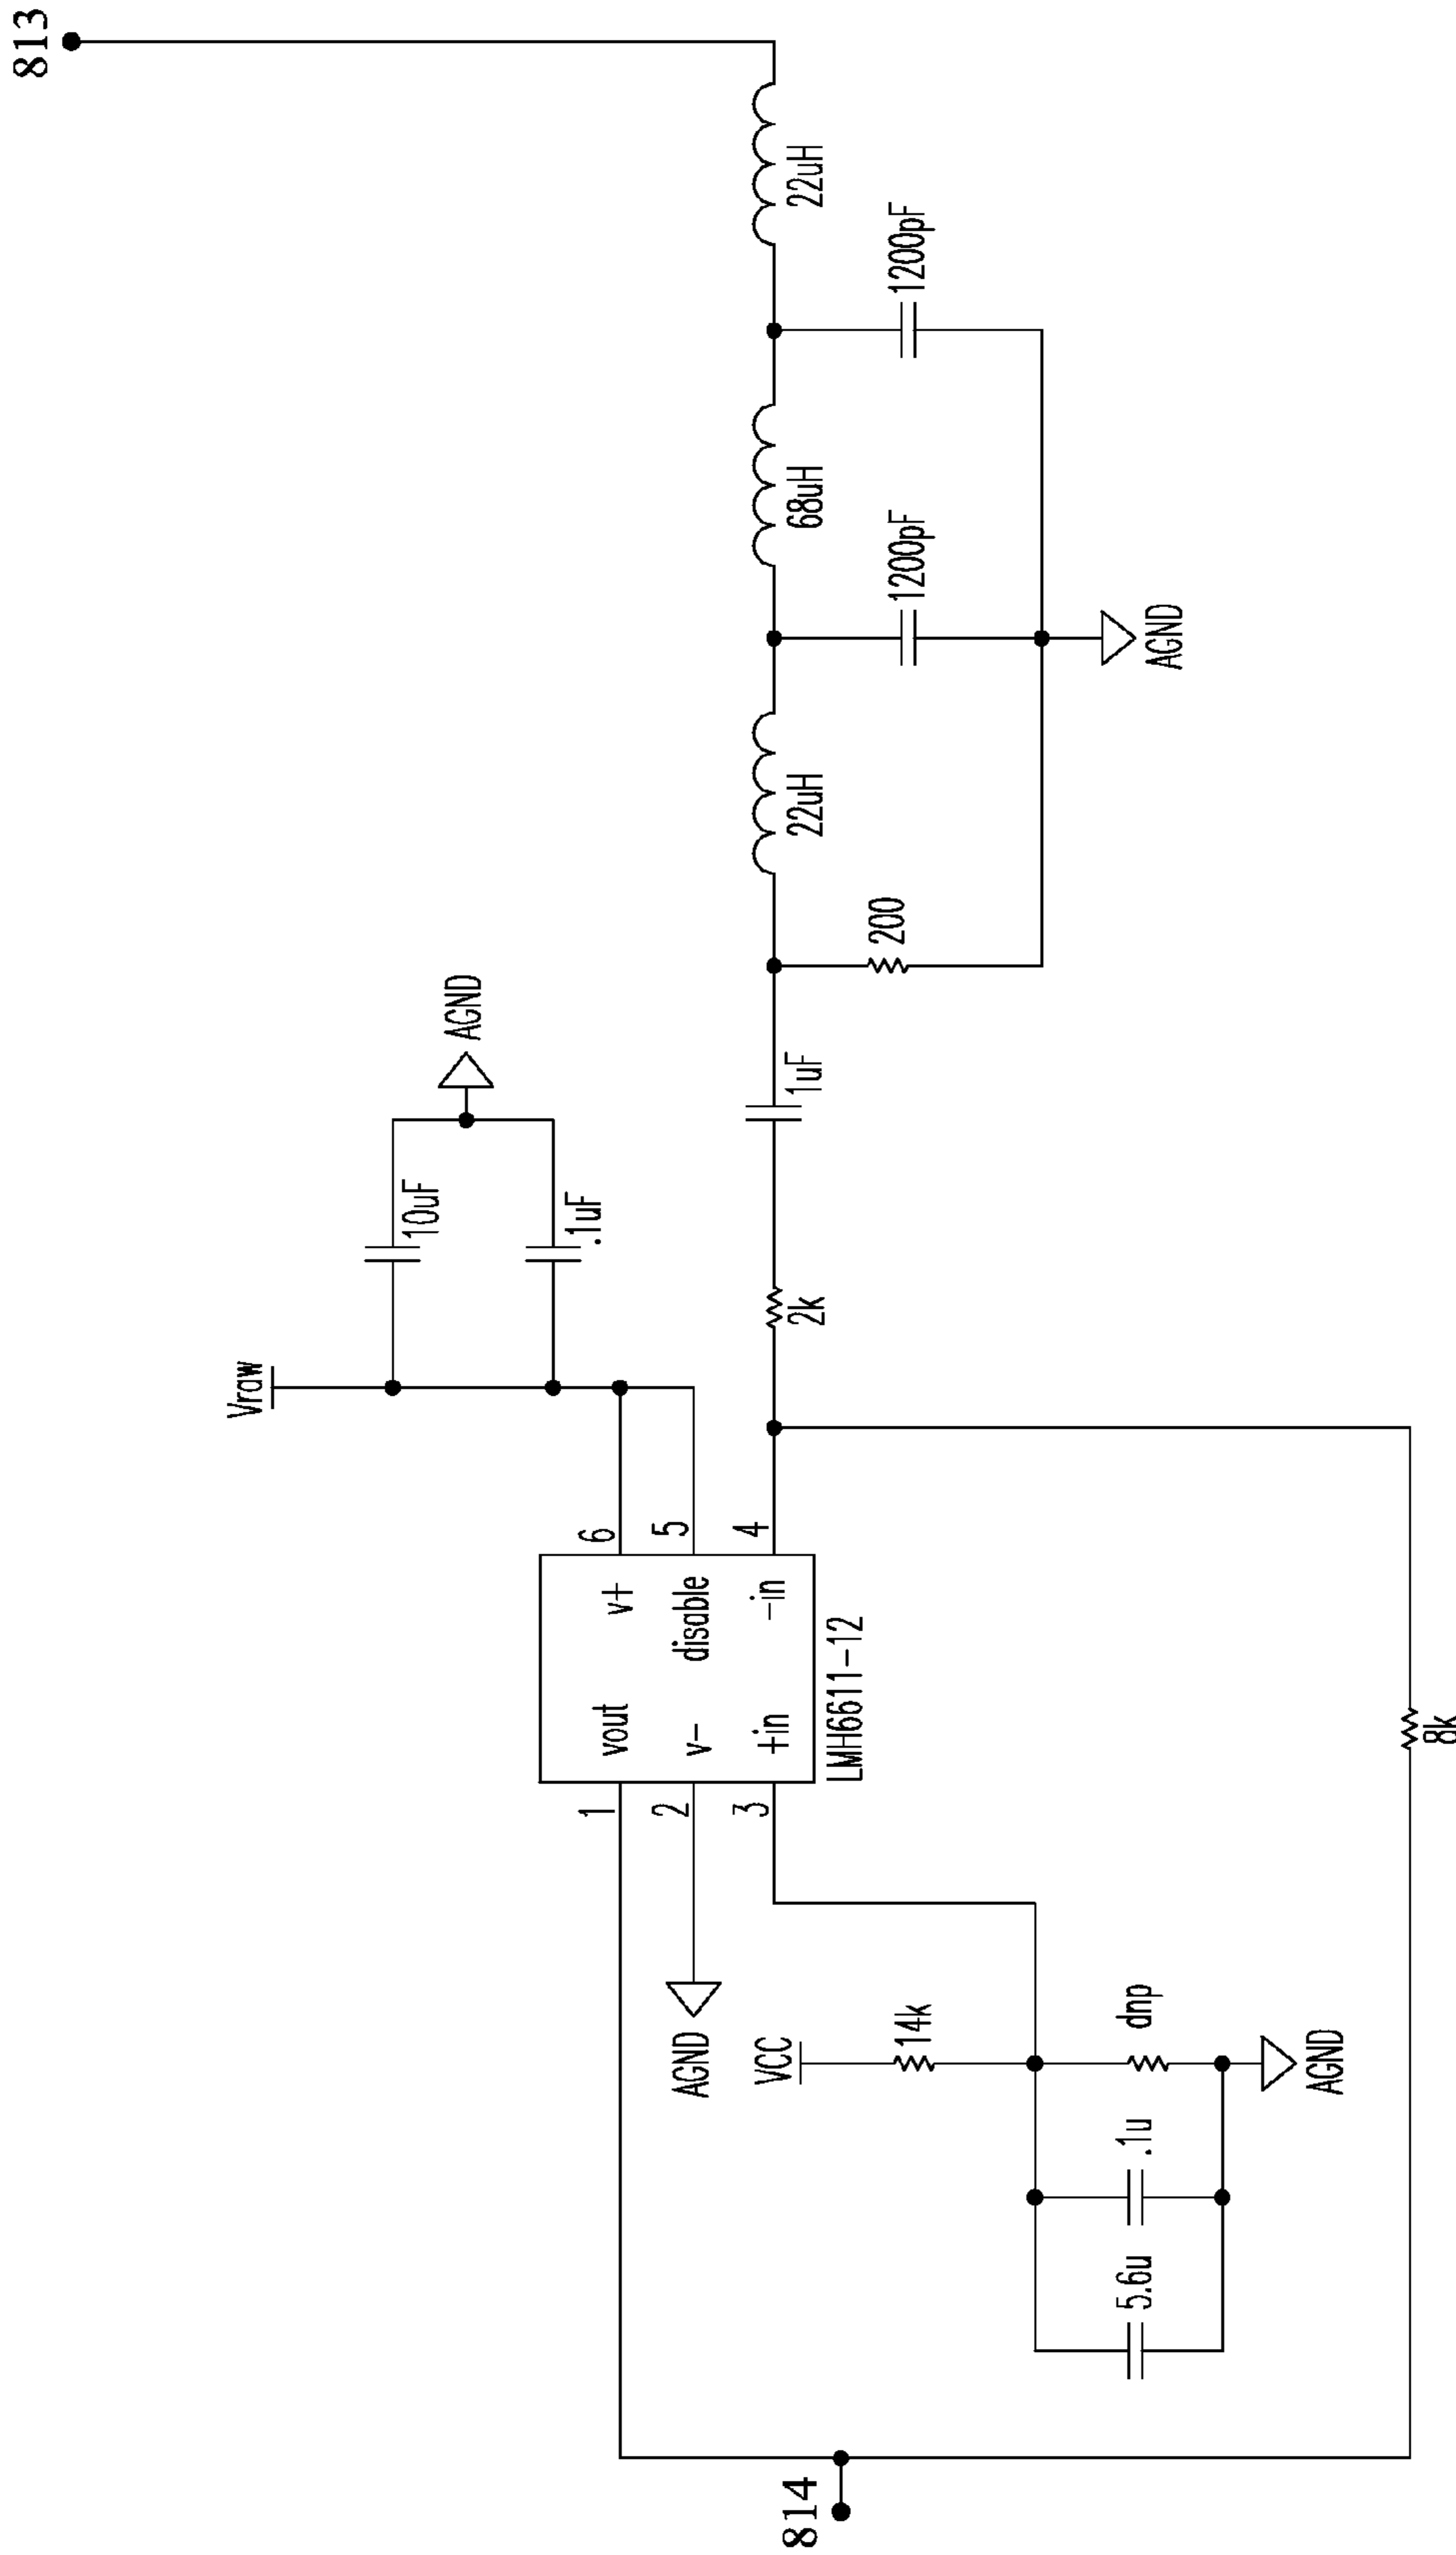 813
22uH
1200pF
68uH
1200pF
22uH
AGND
200
AGND
1uF
10uF
.1uF
2k
Vraw
6
5
4
v+
disable
-in
vout
v-
+in
LMH6611-12
1
2
3
8k
AGND
VCC
14k
dnp
AGND
.1u
5.6u
814